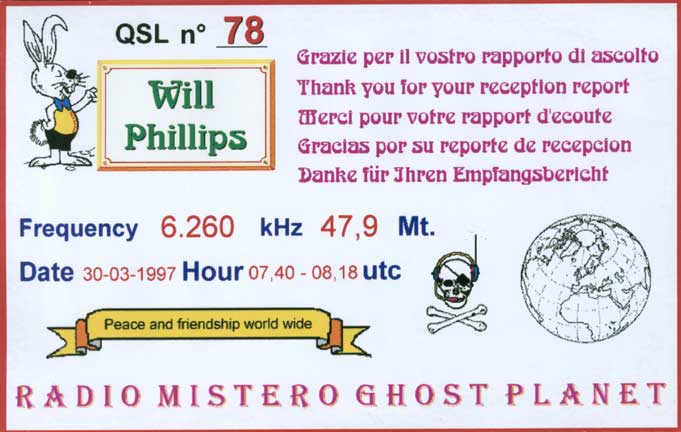 QSL n° 78
Will
Phillips
Grazie per il vostro rapporto di ascolto
Thank you for your reception report
Merci pour votre rapport d'ecoute
Gracias por su reporte de recepcion
Danke für Ihren Empfangsbericht
Frequency 6.260 kHz 47,9 Mt.
Date 30-03-1997 Hour 07,40 - 08,18 utc
Peace and friendship world wide
RADIO MISTERO GHOST PLANET